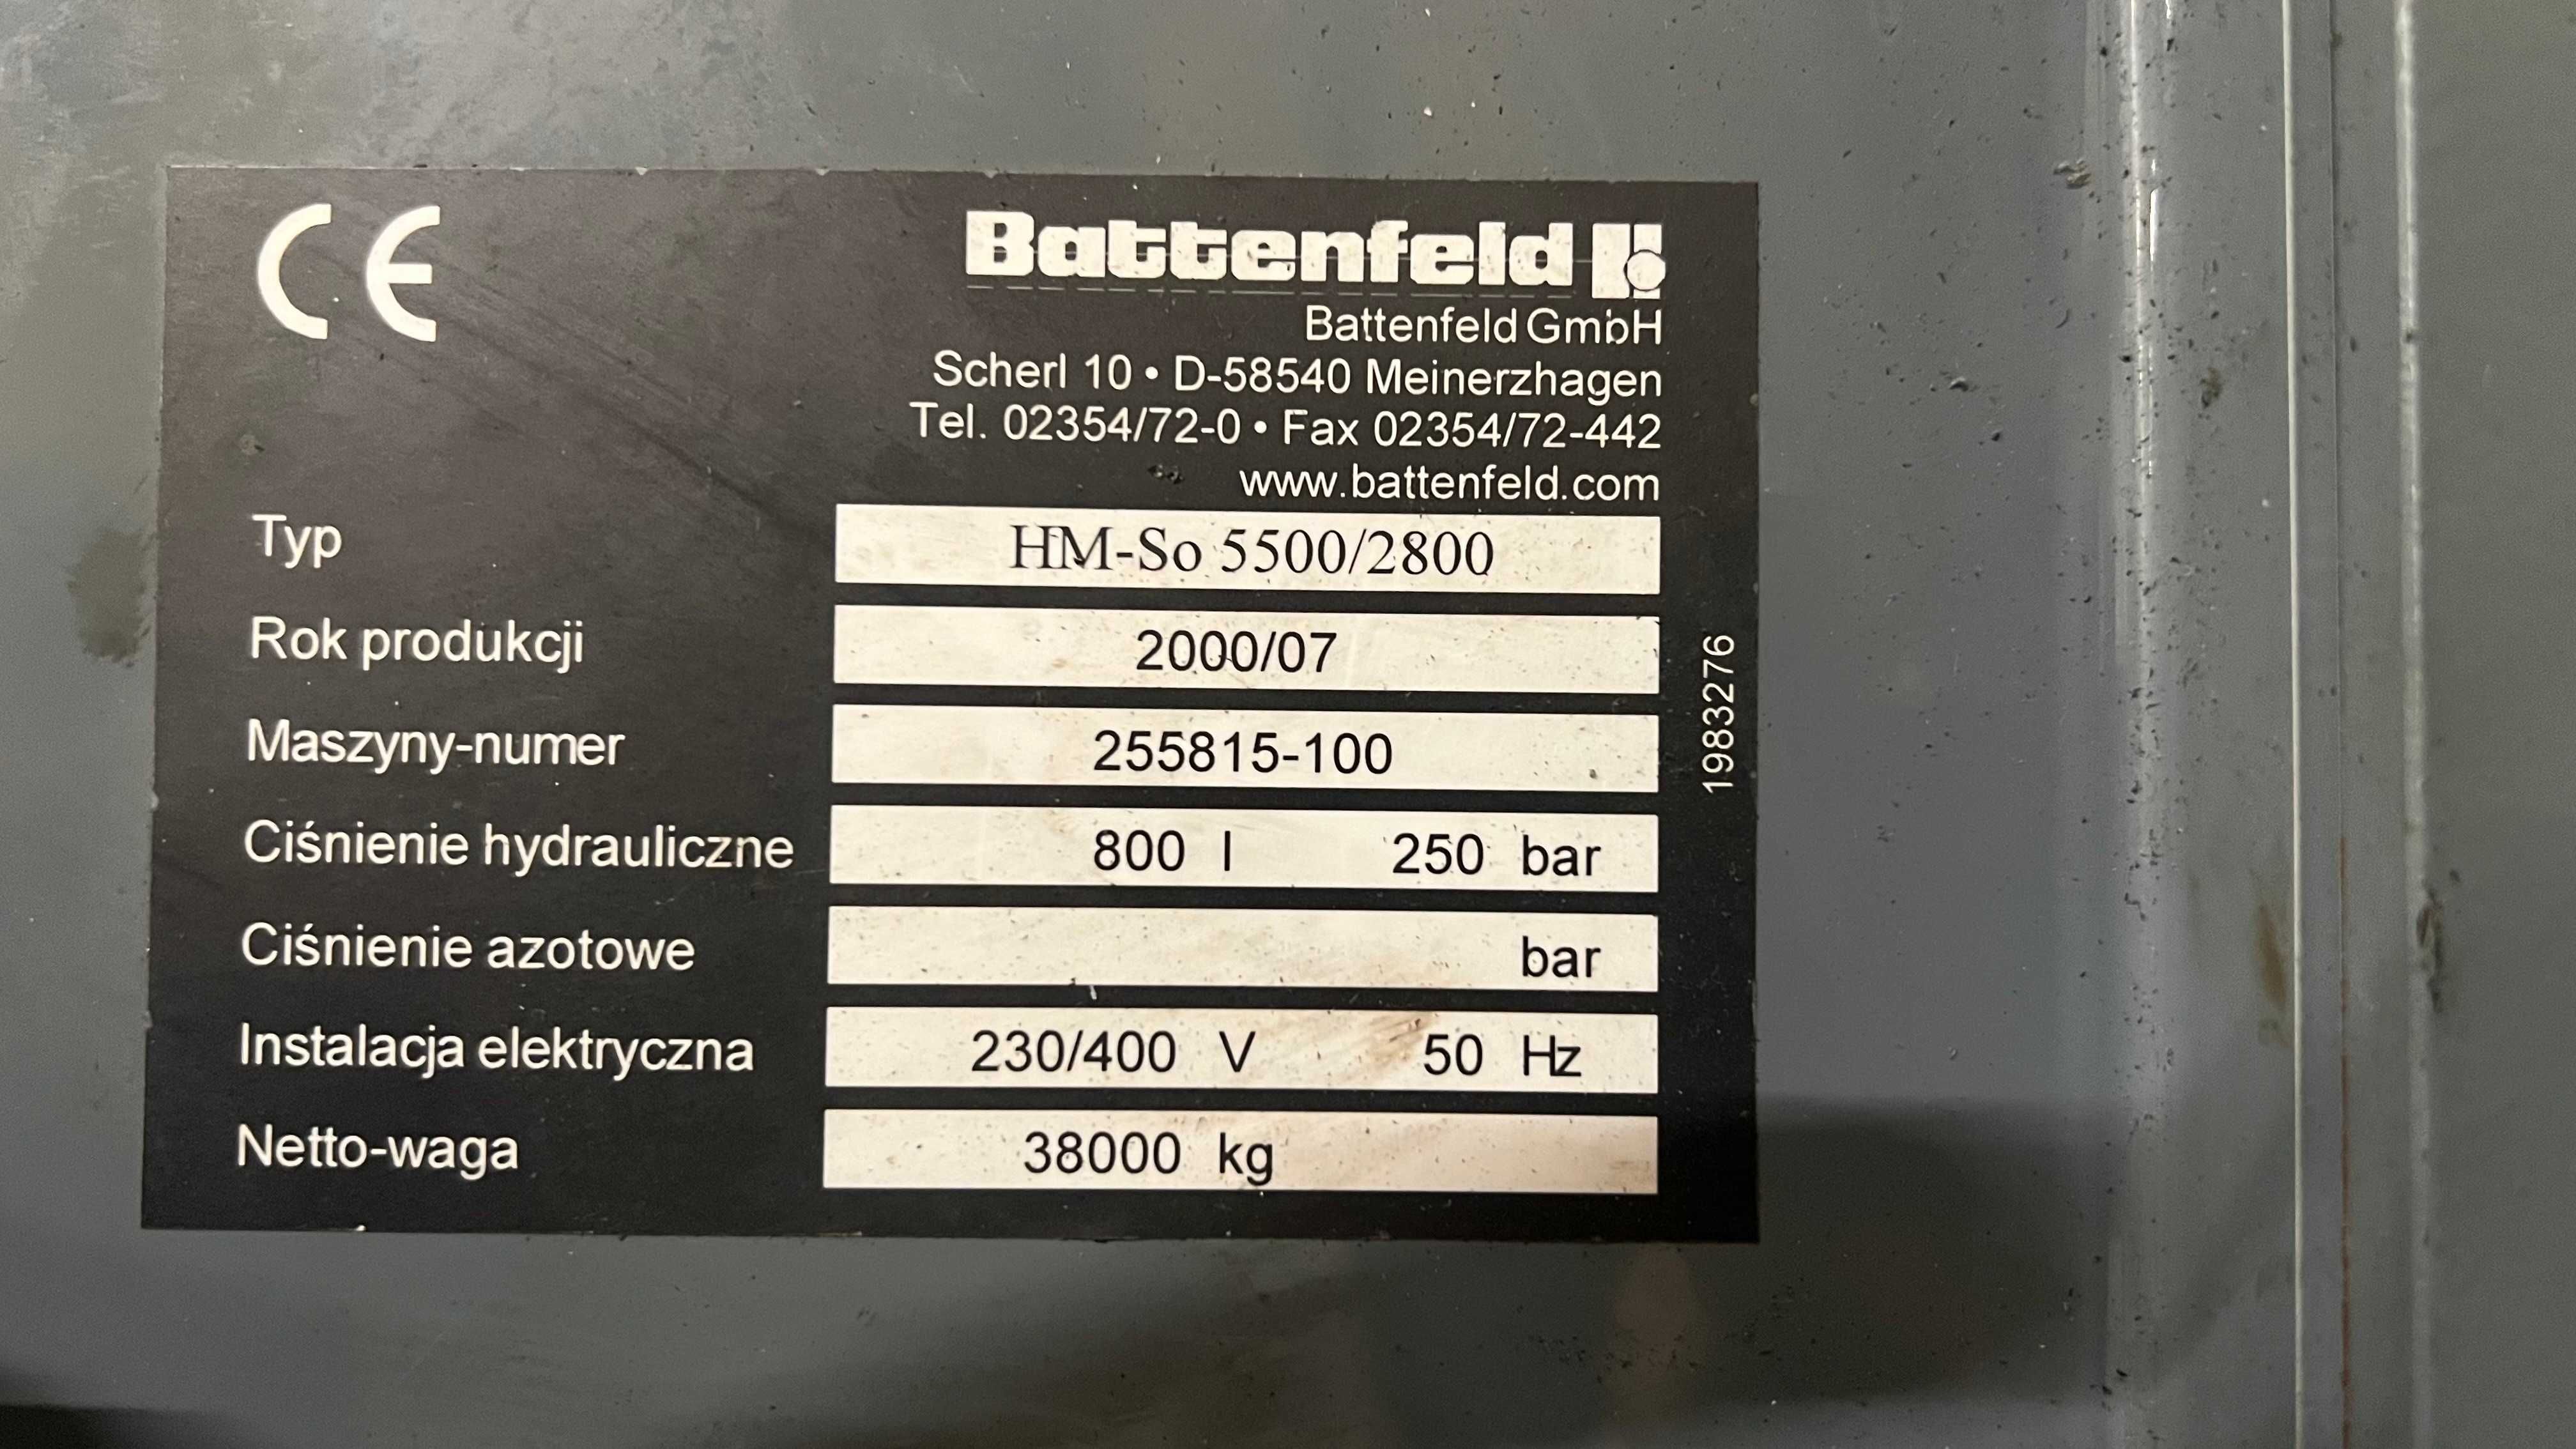 CE
Battenfeld
Battenfeld GmbH
Scherl 10 • D-58540 Meinerzhagen
Tel. 02354/72-0 • Fax 02354/72-442
www.battenfeld.com
Typ HM-So 5500/2800
Rok produkcji 2000/07
Maszyny-numer 255815-100
Ciśnienie hydrauliczne 800 l 250 bar
Ciśnienie azotowe bar
Instalacja elektryczna 230/400 V 50 Hz
Netto-waga 38000 kg
1983276